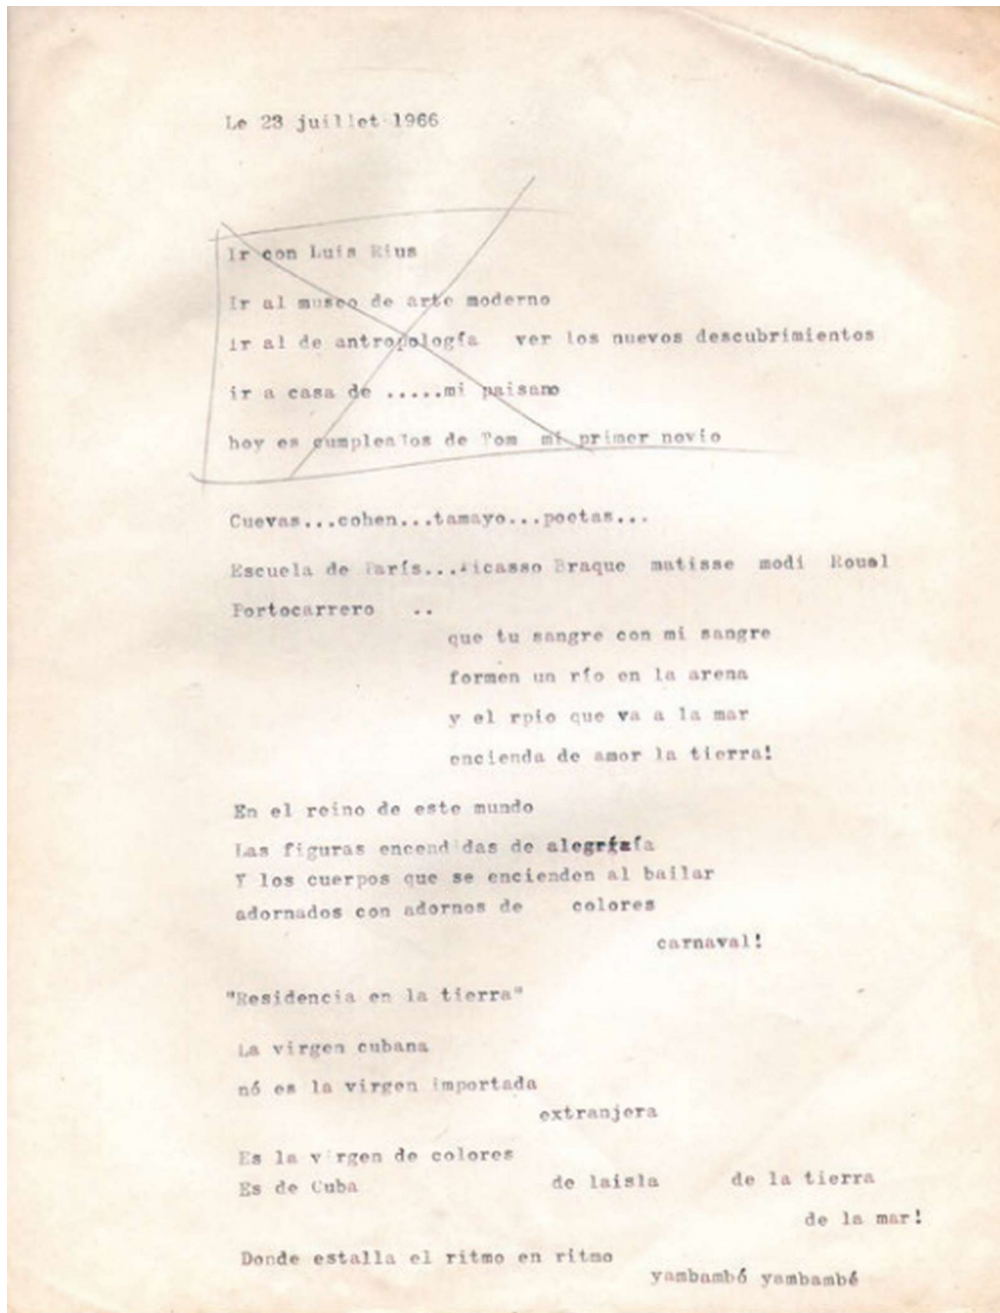 Le 23 juillet 1966
Ir con Luis Rius
Ir al museo de arte moderno
ir al de antropología ver los nuevos descubrimientos
ir a casa de .....mi paisano
hoy es de Tom mi primer novio
Cuevas...cohen...tamayo...poetas...
Escuela de París...Picasso Braque matisse modi
Portocarrero ..
que tu sangre con mi sangre
formen un río en la arena
y el rpio que va a la mar
encienda de amor la tierra!
En el reino de este mundo
Las figuras encendidas de
Y los cuerpos que se encienden al bailar
adornados con adornos de colores
carnaval!
"Residencia en la tierra"
La virgen cubana
nó es la virgen importada
extranjera
Es la virgen de colores
Es de Cuba de laisla de la tierra
de la mar!
Donde estalla el ritmo en ritmo
yambambó yambambé